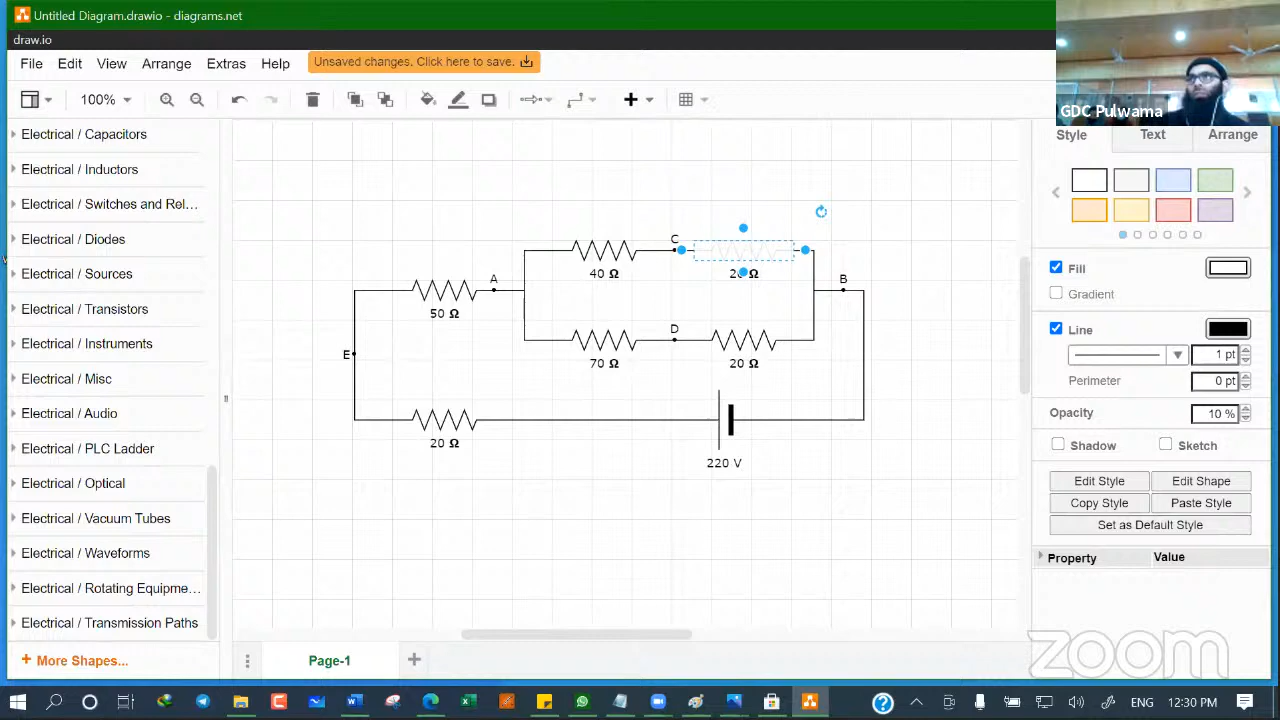 Untitled Diagram.drawio - diagrams.net
draw.io
File Edit View Arrange Extras Help Unsaved changes. Click here to save.
100%
GDC Pulwama
Electrical / Capacitors
Electrical / Inductors
Electrical / Switches and Rel...
Electrical / Diodes
Electrical / Sources
Electrical / Transistors
Electrical / Instruments
Electrical / Misc
Electrical / Audio
Electrical / PLC Ladder
Electrical / Optical
Electrical / Vacuum Tubes
Electrical / Waveforms
Electrical / Rotating Equipme...
Electrical / Transmission Paths
+ More Shapes...
C
40 Ω
A
B
50 Ω
D
E
70 Ω
20 Ω
20 Ω
220 V
Page-1
Style Text Arrange
Fill
Gradient
Line
1 pt
Perimeter 0 pt
Opacity 10 %
Shadow Sketch
Edit Style Edit Shape
Copy Style Paste Style
Set as Default Style
Property Value
zoom
ENG 12:30 PM